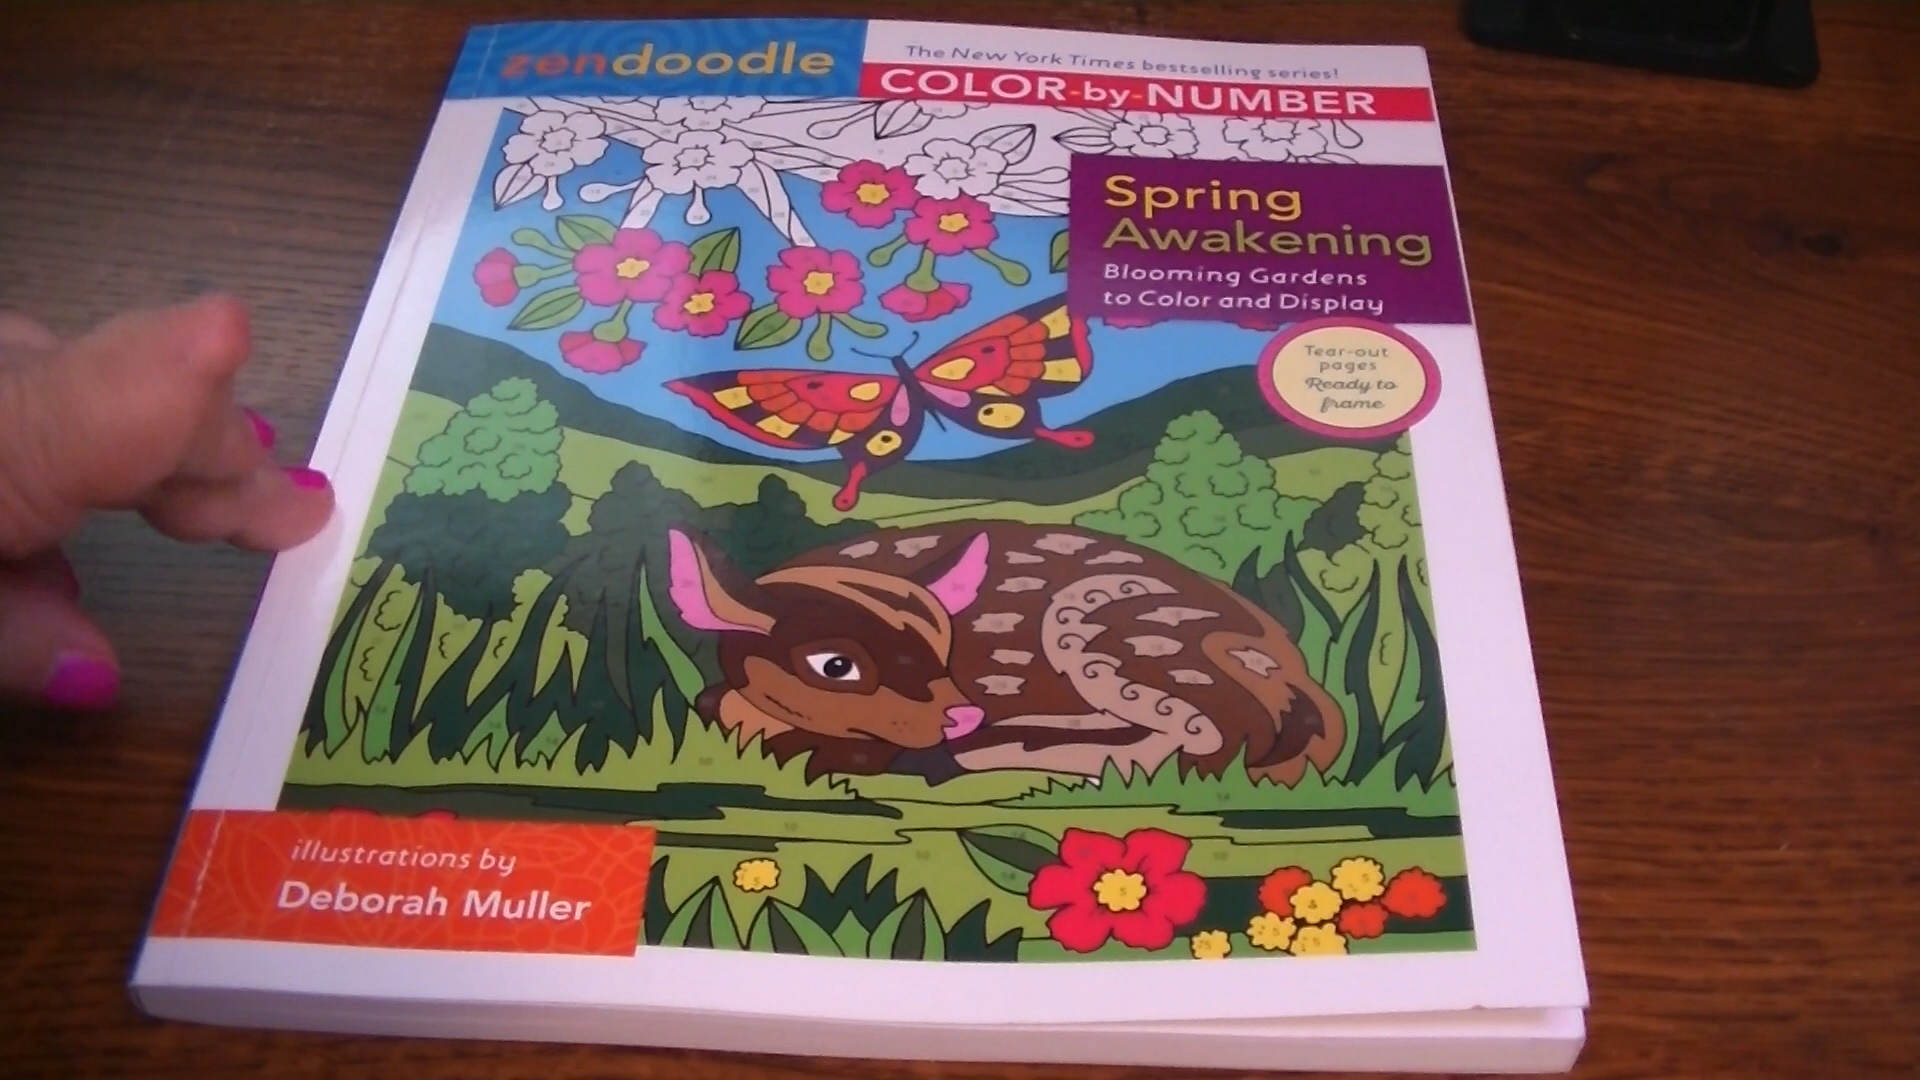 zendoodle
The New York Times bestselling series!
COLOR-by-NUMBER
Spring
Awakening
Blooming Gardens
to Color and Display
Tear-out
pages
Ready to
frame
illustrations by
Deborah Muller